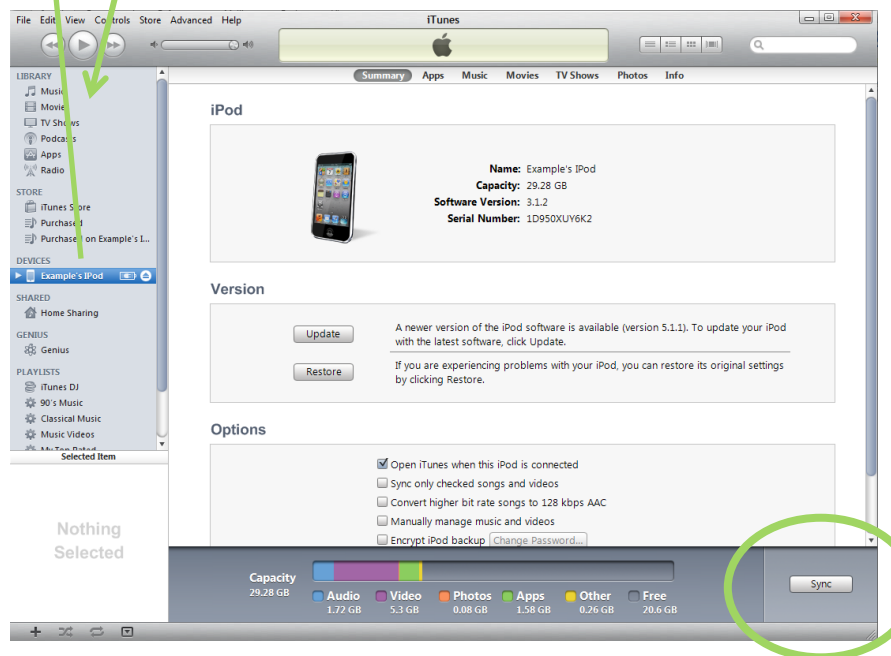 File Edit View Controls Store Advanced Help
iTunes
LIBRARY
Music
Movies
TV Shows
Podcasts
Apps
Radio
STORE
iTunes Store
Purchased
Purchased on Example's I...
DEVICES
Example's IPod
SHARED
Home Sharing
GENIUS
Genius
PLAYLISTS
iTunes DJ
90's Music
Classical Music
Music Videos
My Top Rated
Selected Item
Nothing
Selected
Summary Apps Music Movies TV Shows Photos Info
iPod
Name: Example's IPod
Capacity: 29.28 GB
Software Version: 3.1.2
Serial Number: 1D950XUY6K2
Version
Update
A newer version of the iPod software is available (version 5.1.1). To update your iPod
with the latest software, click Update.
Restore
If you are experiencing problems with your iPod, you can restore its original settings
by clicking Restore.
Options
Open iTunes when this iPod is connected
Sync only checked songs and videos
Convert higher bit rate songs to 128 kbps AAC
Manually manage music and videos
Encrypt iPod backup Change Password...
Capacity
29.28 GB
Audio Video Photos Apps Other Free
1.72 GB 5.3 GB 0.08 GB 1.58 GB 0.26 GB 20.6 GB
Sync